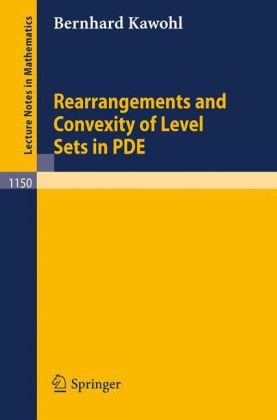 Bernhard Kawohl
Lecture Notes in Mathematics
Rearrangements and
Convexity of Level
Sets in PDE
1150
Springer